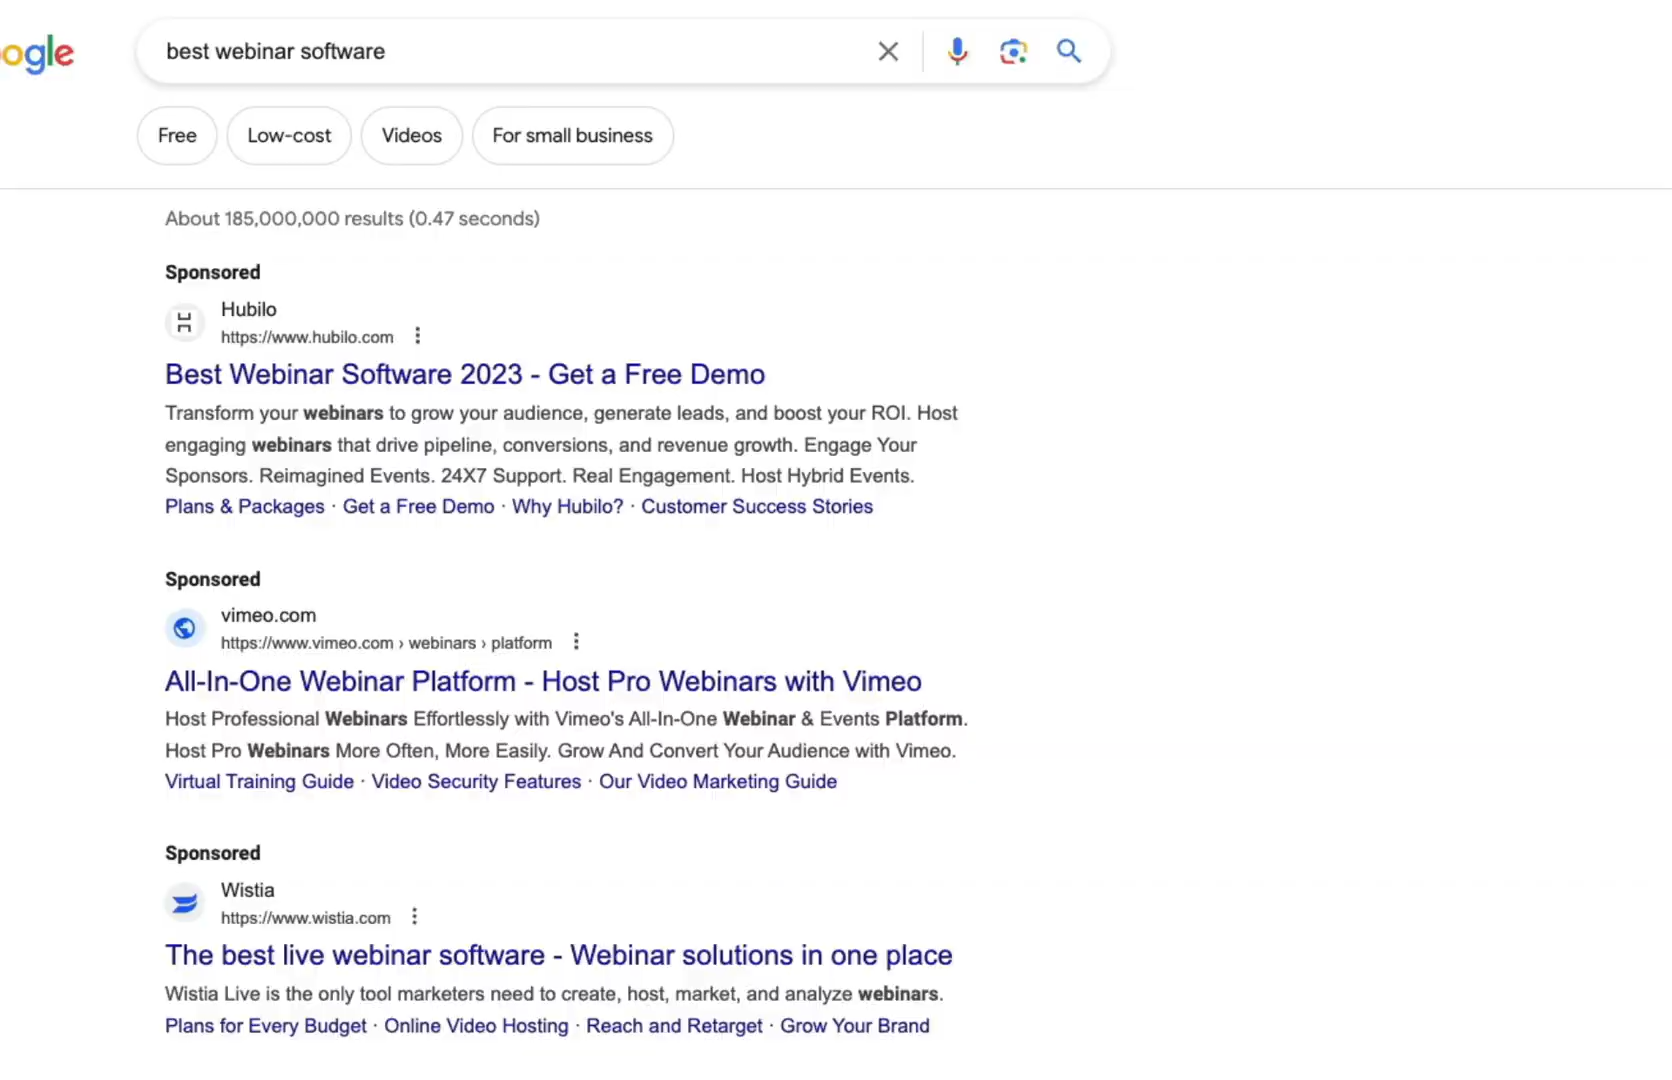 ogle
best webinar software
Free
Low-cost
Videos
For small business
About 185,000,000 results (0.47 seconds)
Sponsored
Hubilo
https://www.hubilo.com
Best Webinar Software 2023 - Get a Free Demo
Transform your webinars to grow your audience, generate leads, and boost your ROI. Host
engaging webinars that drive pipeline, conversions, and revenue growth. Engage Your
Sponsors. Reimagined Events. 24X7 Support. Real Engagement. Host Hybrid Events.
Plans & Packages · Get a Free Demo · Why Hubilo? · Customer Success Stories
Sponsored
vimeo.com
https://www.vimeo.com › webinars › platform
All-In-One Webinar Platform - Host Pro Webinars with Vimeo
Host Professional Webinars Effortlessly with Vimeo's All-In-One Webinar & Events Platform.
Host Pro Webinars More Often, More Easily. Grow And Convert Your Audience with Vimeo.
Virtual Training Guide · Video Security Features · Our Video Marketing Guide
Sponsored
Wistia
https://www.wistia.com
The best live webinar software - Webinar solutions in one place
Wistia Live is the only tool marketers need to create, host, market, and analyze webinars.
Plans for Every Budget · Online Video Hosting · Reach and Retarget · Grow Your Brand